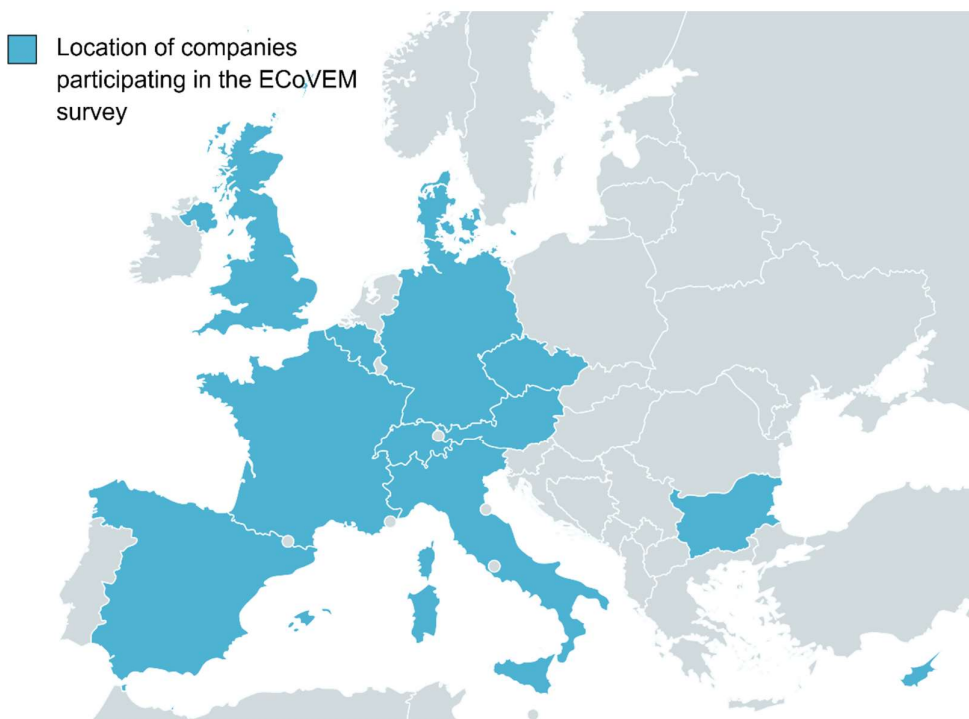 Location of companies
participating in the ECoVEM
survey